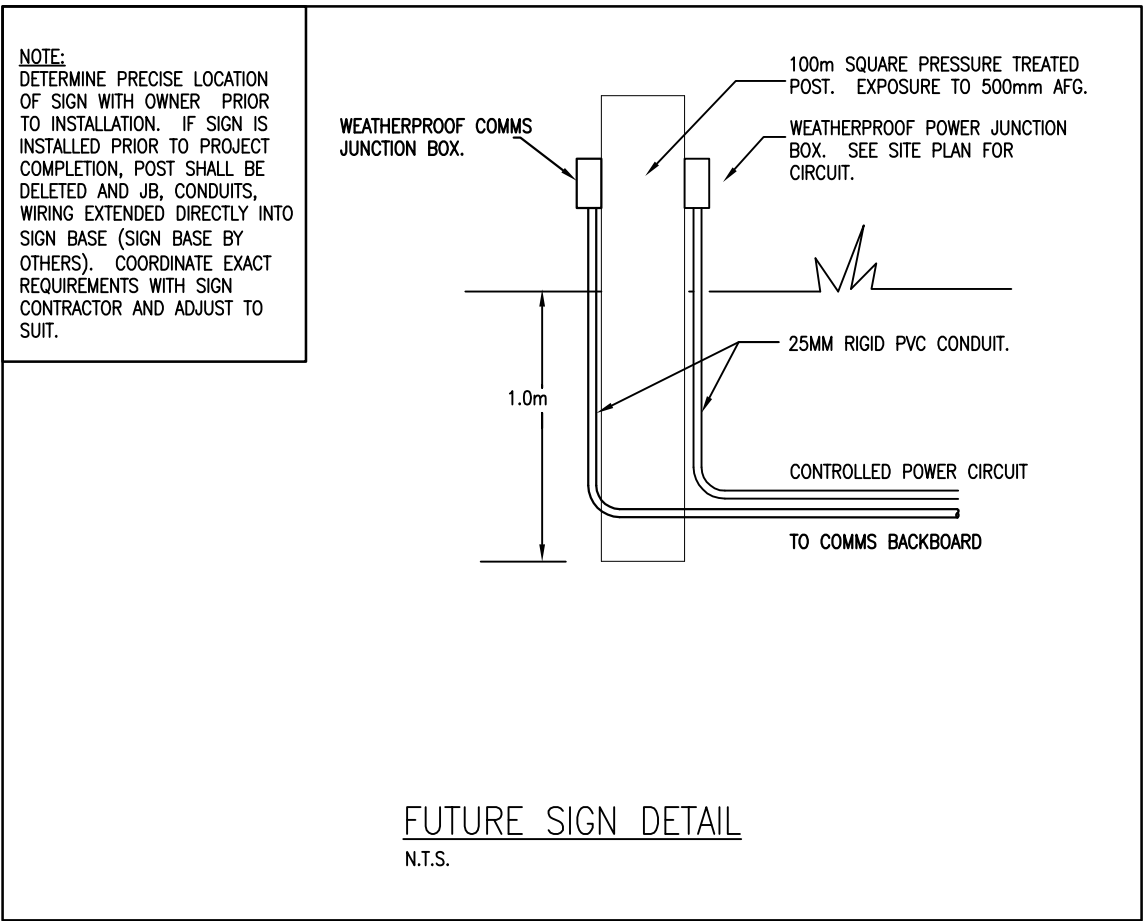 NOTE:
DETERMINE PRECISE LOCATION
OF SIGN WITH OWNER PRIOR
TO INSTALLATION. IF SIGN IS
INSTALLED PRIOR TO PROJECT
COMPLETION, POST SHALL BE
DELETED AND JB, CONDUITS,
WIRING EXTENDED DIRECTLY INTO
SIGN BASE (SIGN BASE BY
OTHERS). COORDINATE EXACT
REQUIREMENTS WITH SIGN
CONTRACTOR AND ADJUST TO
SUIT.
WEATHERPROOF COMMS
JUNCTION BOX.
100m SQUARE PRESSURE TREATED
POST. EXPOSURE TO 500mm AFG.
WEATHERPROOF POWER JUNCTION
BOX. SEE SITE PLAN FOR
CIRCUIT.
25MM RIGID PVC CONDUIT.
1.0m
CONTROLLED POWER CIRCUIT
TO COMMS BACKBOARD
FUTURE SIGN DETAIL
N.T.S.